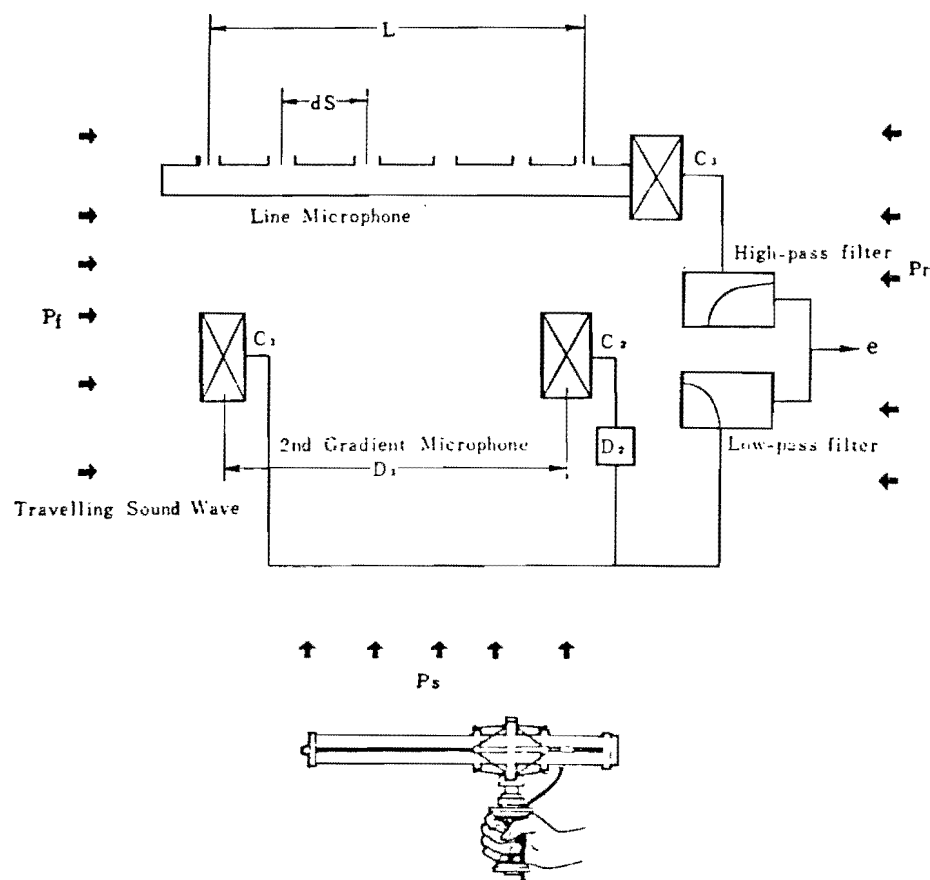 L
dS
C₃
Line Microphone
High-pass filter
Pr
Pf
C₁
C₂
e
2nd Gradient Microphone
D₂
Low-pass filter
D₁
Travelling Sound Wave
Ps